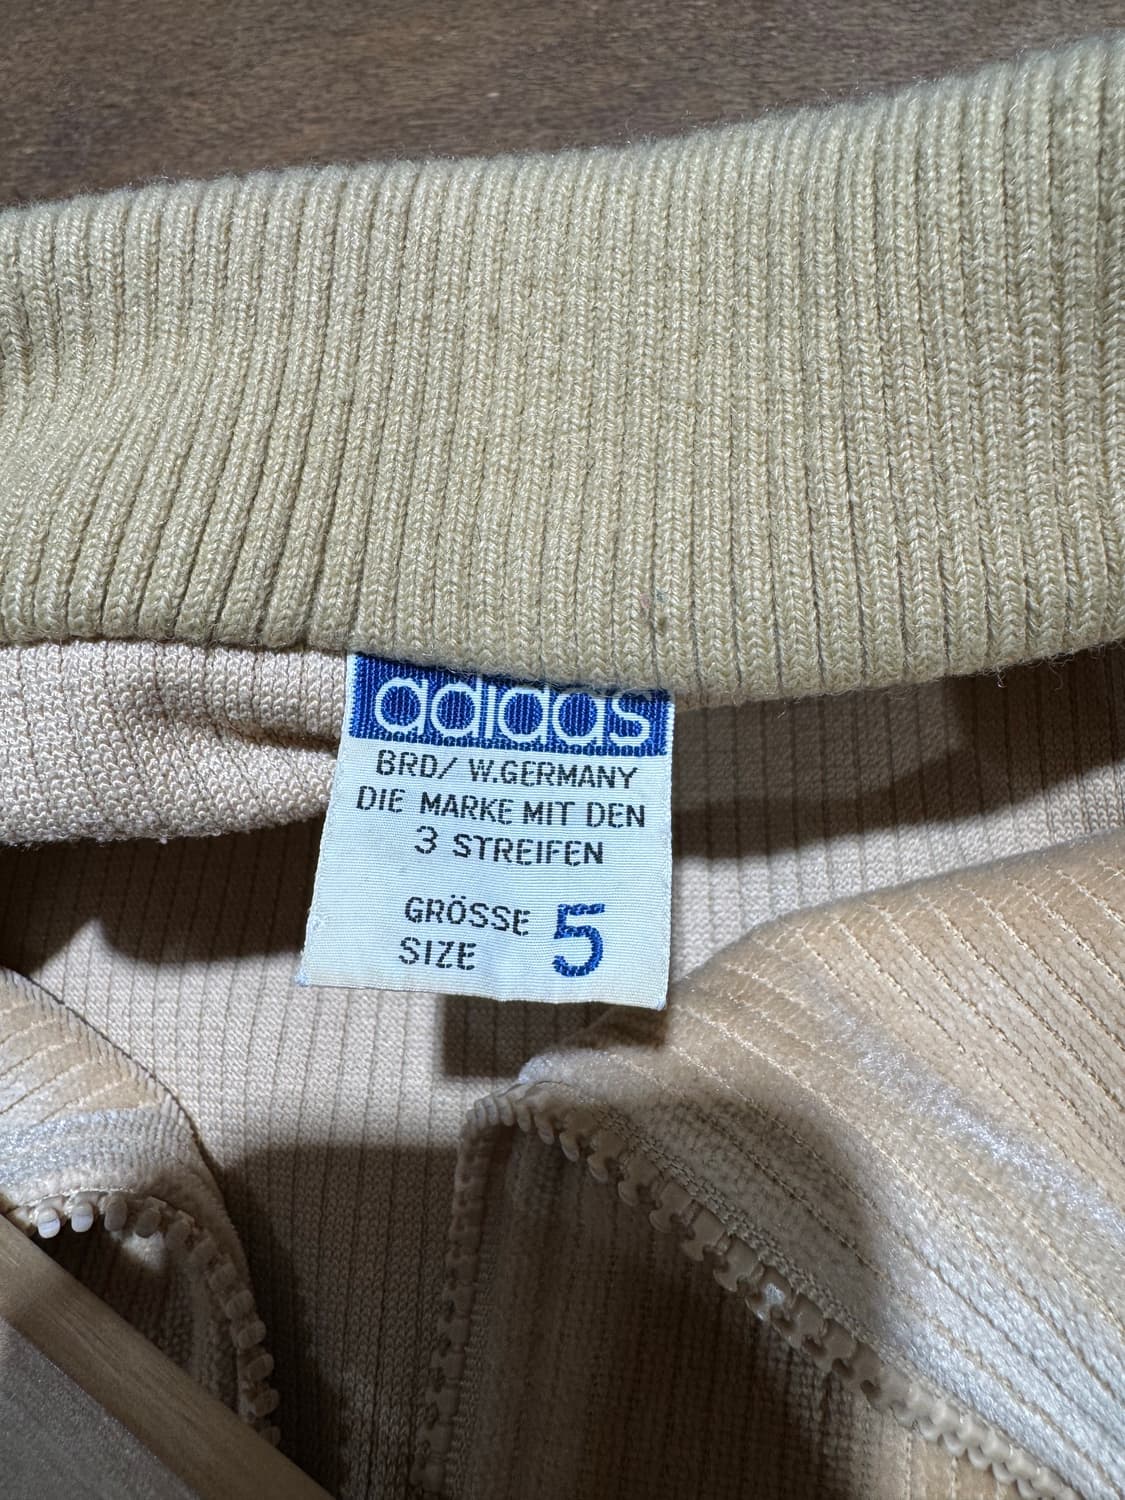 adidas
BRD/ W.GERMANY
DIE MARKE MIT DEN
3 STREIFEN
GRÖSSE 5
SIZE